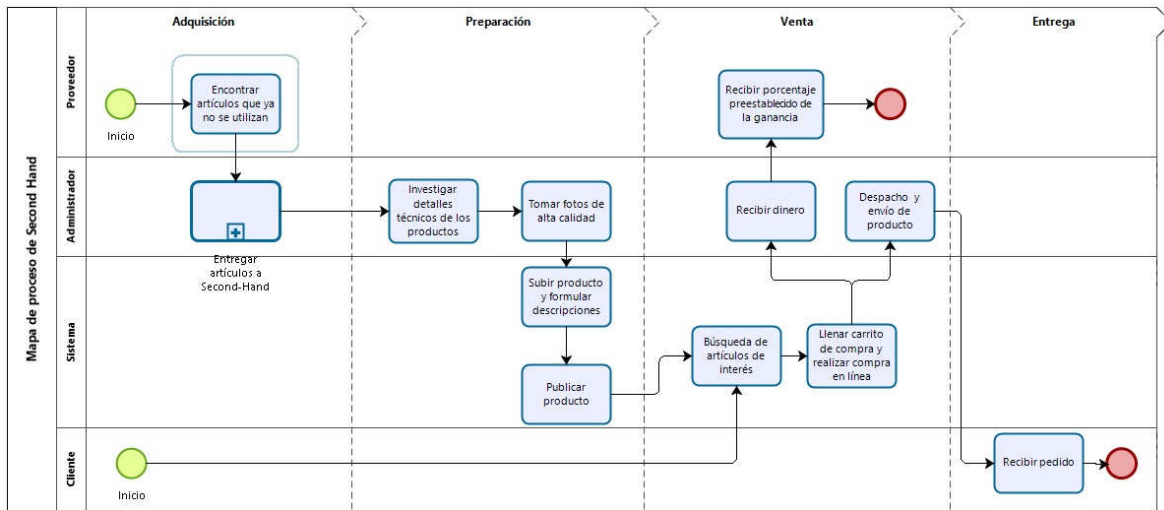 Mapa de proceso de Second Hand
Adquisición
Preparación
Venta
Entrega
Proveedor
Inicio
Encontrar
artículos que ya
no se utilizan
Recibir porcentaje
preestablecido de
la ganancia
Administrador
Entregar
artículos a
Second-Hand
Investigar
detalles
técnicos de los
productos
Tomar fotos de
alta calidad
Recibir dinero
Despacho y
envío de
producto
Sistema
Subir producto
y formular
descripciones
Publicar
producto
Búsqueda de
artículos de
interés
Llenar carrito
de compra y
realizar compra
en línea
Cliente
Inicio
Recibir pedido